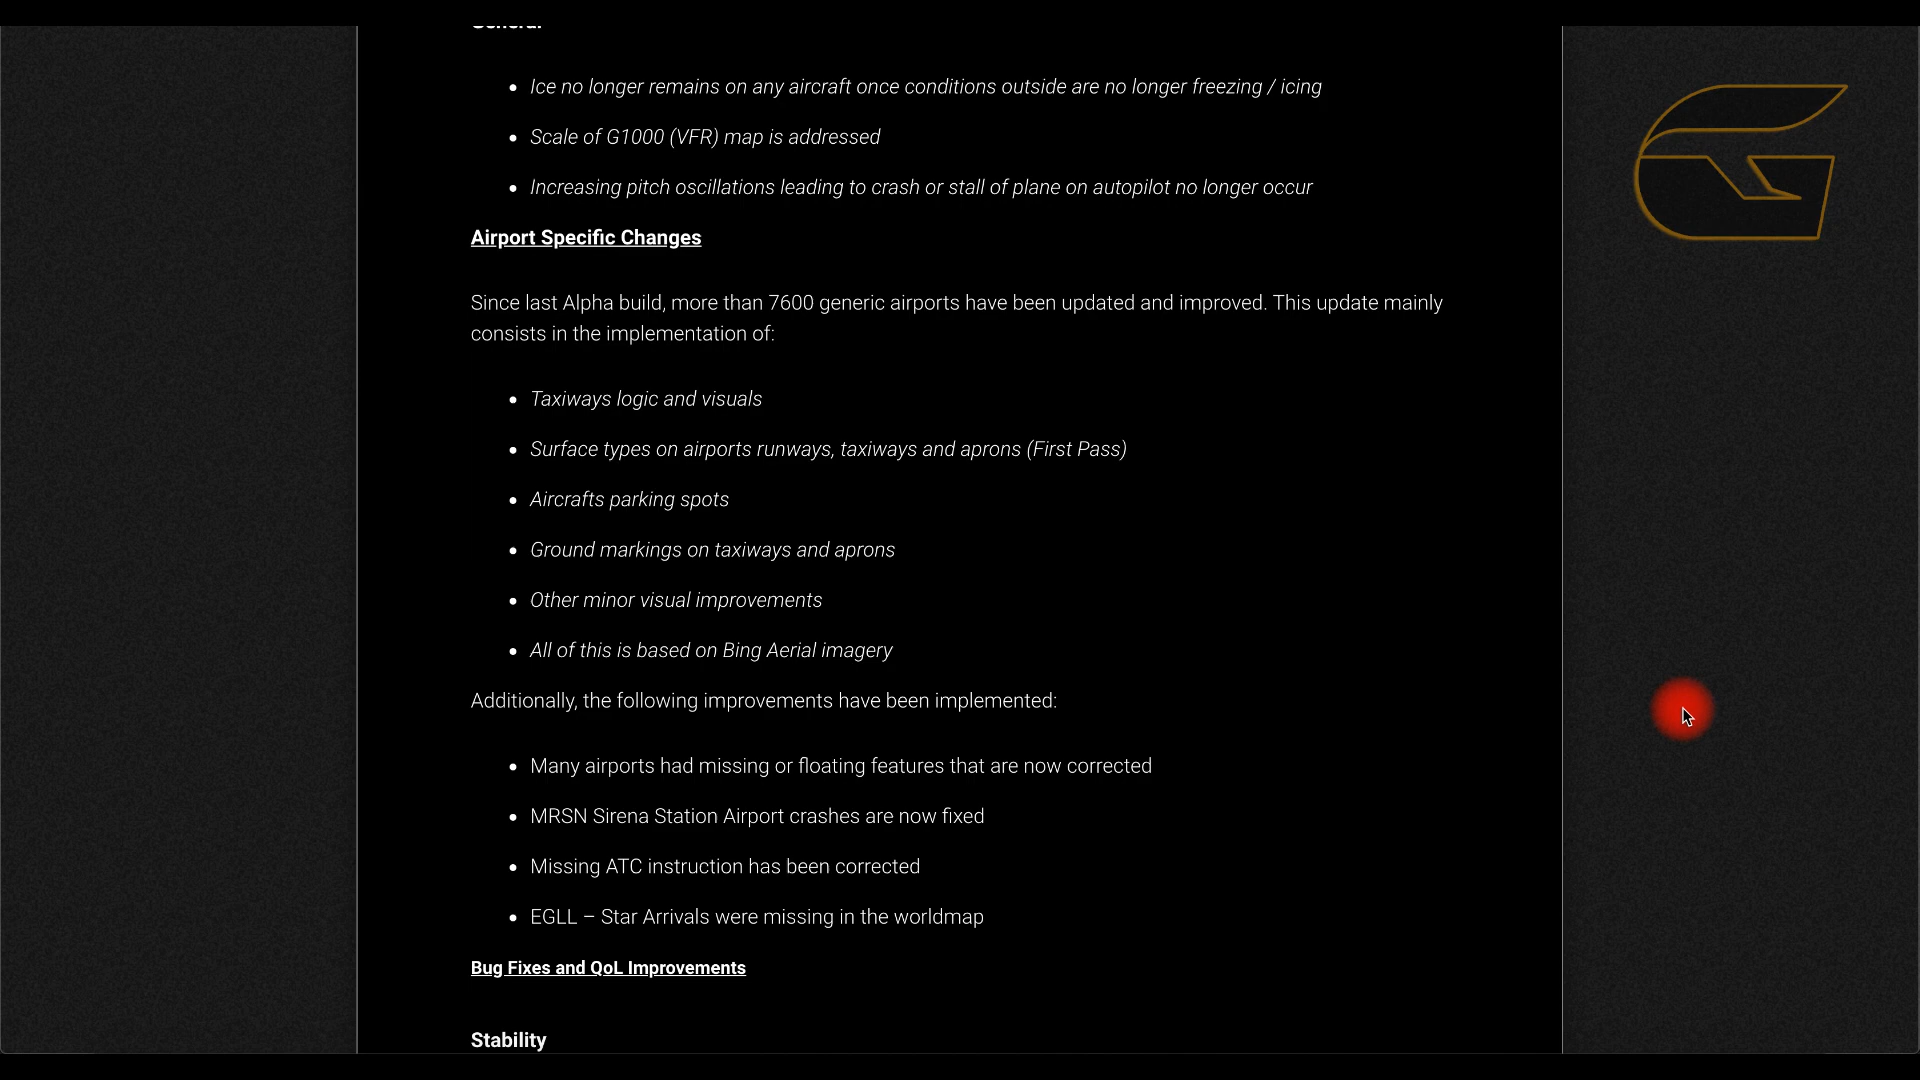 General
Ice no longer remains on any aircraft once conditions outside are no longer freezing / icing
Scale of G1000 (VFR) map is addressed
Increasing pitch oscillations leading to crash or stall of plane on autopilot no longer occur
Airport Specific Changes
Since last Alpha build, more than 7600 generic airports have been updated and improved. This update mainly
consists in the implementation of:
Taxiways logic and visuals
Surface types on airports runways, taxiways and aprons (First Pass)
Aircrafts parking spots
Ground markings on taxiways and aprons
Other minor visual improvements
All of this is based on Bing Aerial imagery
Additionally, the following improvements have been implemented:
Many airports had missing or floating features that are now corrected
MRSN Sirena Station Airport crashes are now fixed
Missing ATC instruction has been corrected
EGLL – Star Arrivals were missing in the worldmap
Bug Fixes and QoL Improvements
Stability